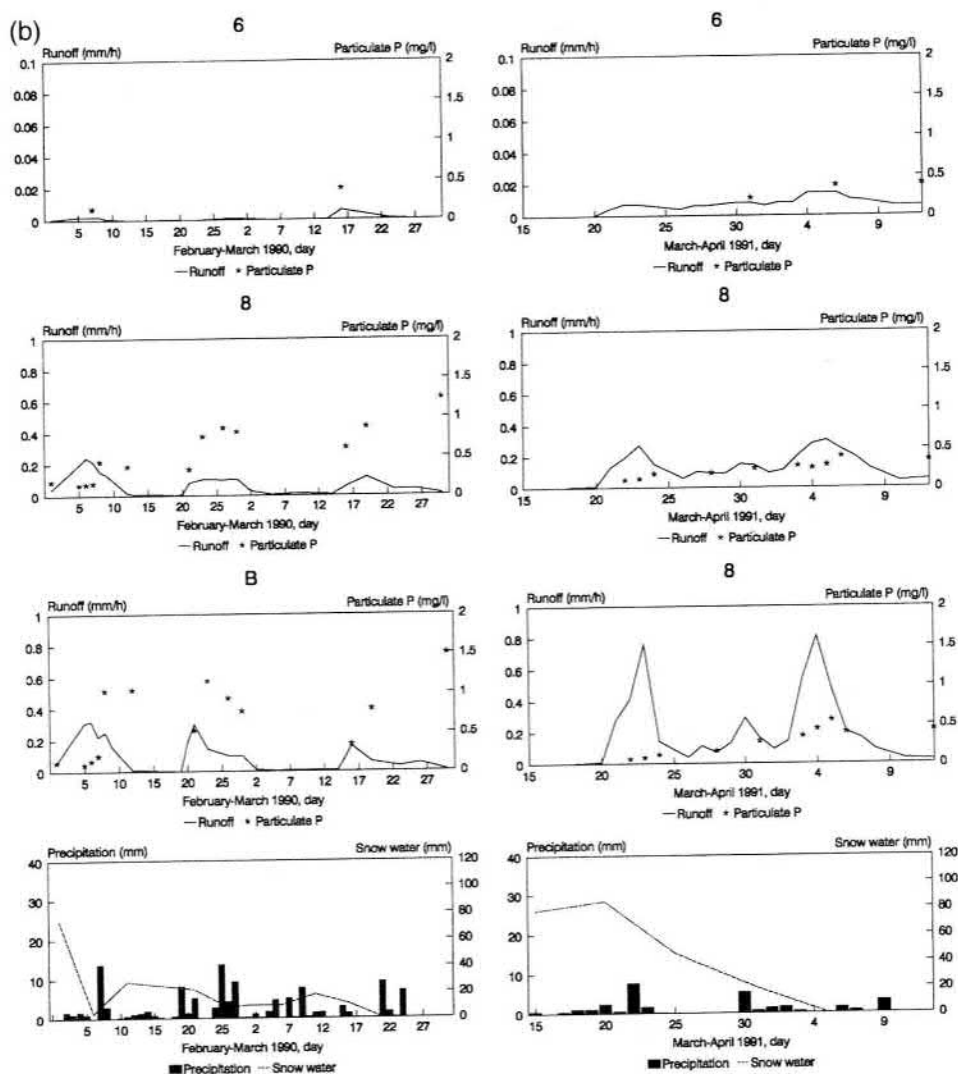 (b)
6
Runoff (mm/h) Particulate P (mg/l)
0.1 2
0.08 1.5
0.06
1
0.04
0.02 0.5
0 0
5 10 15 20 25 2 7 12 17 22 27
February-March 1990, day
Runoff * Particulate P
6
Runoff (mm/h) Particulate P (mg/l)
0.1 2
0.08 1.5
0.06
1
0.04
0.02 0.5
0 0
15 20 25 30 4 9
March-April 1991, day
Runoff * Particulate P
8
Runoff (mm/h) Particulate P (mg/l)
1 2
0.8 1.5
0.6
1
0.4
0.2 0.5
0 0
5 10 15 20 25 2 7 12 17 22 27
February-March 1990, day
Runoff * Particulate P
8
Runoff (mm/h) Particulate P (mg/l)
1 2
0.8 1.5
0.6
1
0.4
0.2 0.5
0 0
15 20 25 30 4 9
March-April 1991, day
Runoff * Particulate P
B
Runoff (mm/h) Particulate P (mg/l)
1 2
0.8 1.5
0.6
1
0.4
0.2 0.5
0 0
5 10 15 20 25 2 7 12 17 22 27
February-March 1990, day
Runoff * Particulate P
8
Runoff (mm/h) Particulate P (mg/l)
1 2
0.8 1.5
0.6
1
0.4
0.2 0.5
0 0
15 20 25 30 4 9
March-April 1991, day
Runoff * Particulate P
Precipitation (mm) Snow water (mm)
40 120
100
30 80
20 60
40
10 20
0 0
5 10 15 20 25 2 7 12 17 22 27
February-March 1990, day
Precipitation Snow water
Precipitation (mm) Snow water (mm)
40 120
100
30 80
20 60
40
10 20
0 0
15 20 25 30 4 9
March-April 1991, day
Precipitation Snow water